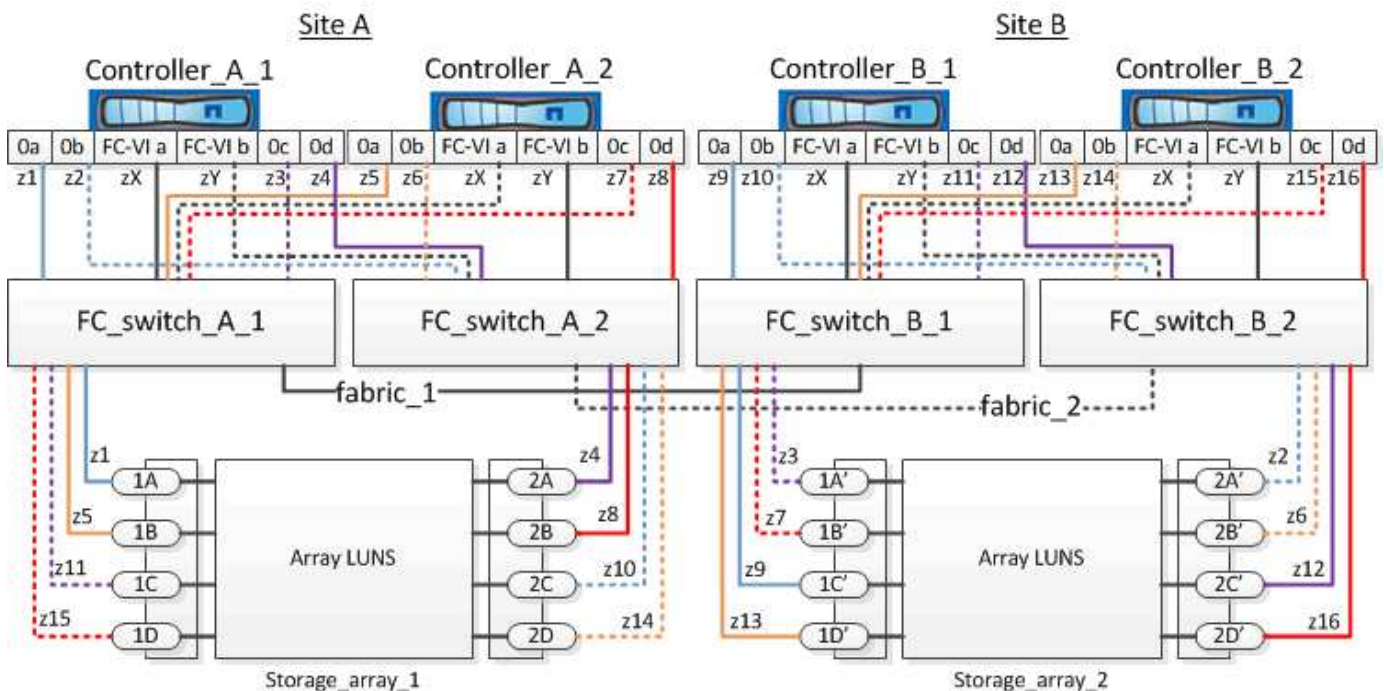 Site A Site B
Controller_A_1 Controller_A_2 Controller_B_1 Controller_B_2
0a 0b FC-VI a FC-VI b 0c 0d 0a 0b FC-VI a FC-VI b 0c 0d 0a 0b FC-VI a FC-VI b 0c 0d 0a 0b FC-VI a FC-VI b 0c 0d
z1 z2 zX zY z3 z4 z5 z6 zX zY z7 z8 z9 z10 zX zY z11 z12 z13 z14 zX zY z15 z16
FC_switch_A_1 FC_switch_A_2 FC_switch_B_1 FC_switch_B_2
fabric_1 fabric_2
z1 z4 z3 z2
1A 2A 1A’ 2A’
z5 z8 z7 z6
1B 2B 1B’ 2B’
Array LUNS Array LUNS
z11 z10 z9 z12
1C 2C 1C’ 2C’
z15 z14 z13 z16
1D 2D 1D’ 2D’
Storage_array_1 Storage_array_2